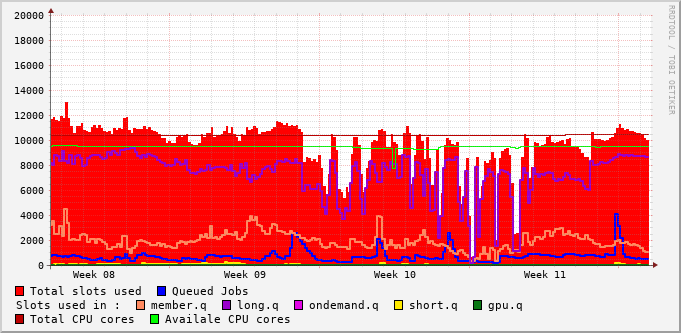 RRDTOOL / TOBI OETIKER
20000
18000
16000
14000
12000
10000
8000
6000
4000
2000
0
Week 08 Week 09 Week 10 Week 11
Total slots used Queued Jobs
Slots used in : member.q long.q ondemand.q short.q gpu.q
Total CPU cores Availale CPU cores